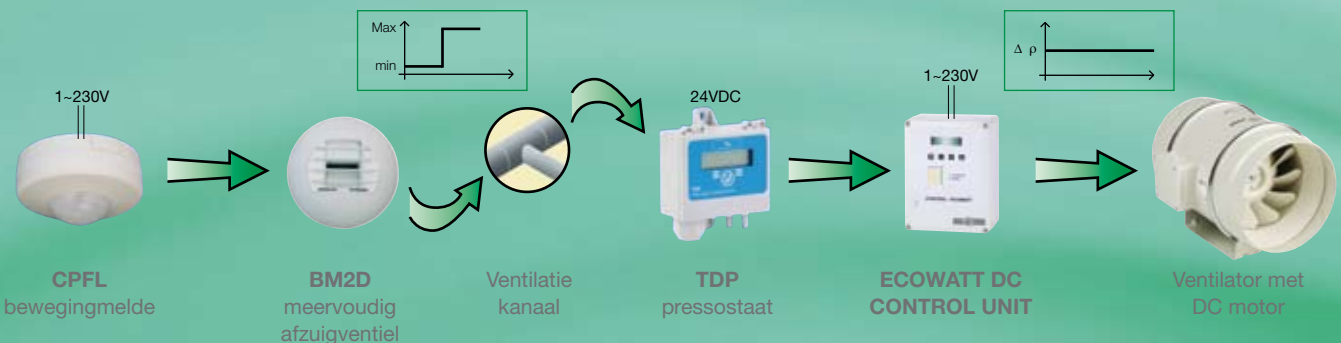 Max
min
Δ ρ
1~230V
24VDC
1~230V
CPFL
bewegingmelde
BM2D
meervoudig
afzuigventiel
Ventilatie
kanaal
TDP
pressostaat
ECOWATT DC
CONTROL UNIT
Ventilator met
DC motor